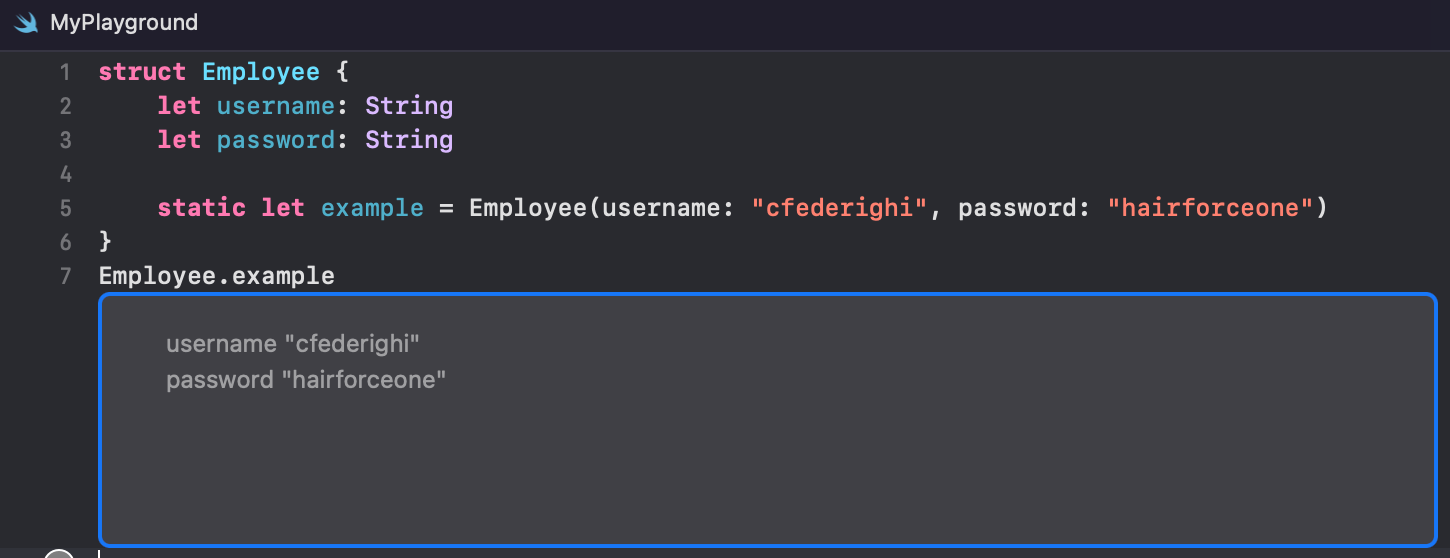 MyPlayground
1 struct Employee {
2     let username: String
3     let password: String
4
5     static let example = Employee(username: "cfederighi", password: "hairforceone")
6 }
7 Employee.example
username "cfederighi"
password "hairforceone"